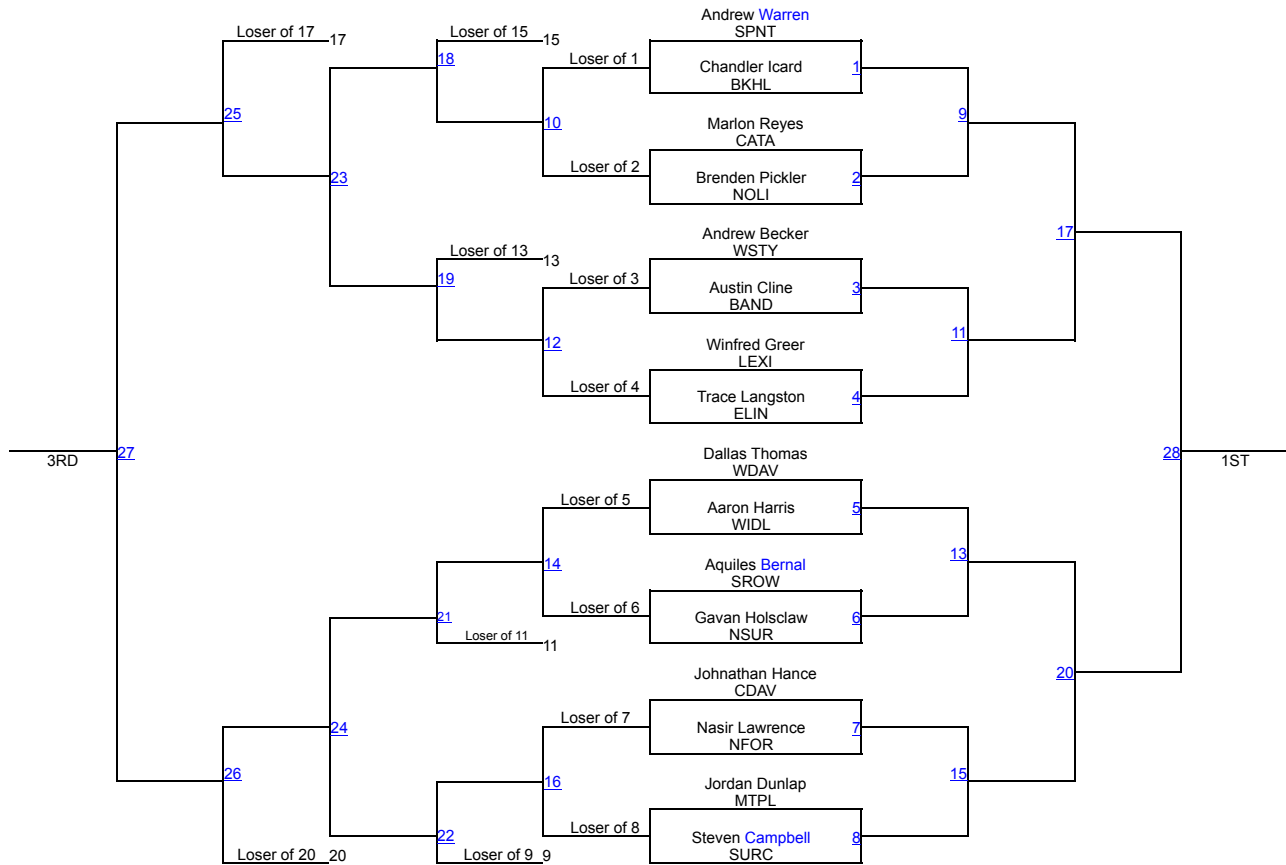 Andrew Warren
SPNT
Loser of 17 17
Loser of 15 15
18
Loser of 1
Chandler Icard
1
BKHL
25
10
Marlon Reyes
9
CATA
Loser of 2
23
Brenden Pickler
2
NOLI
Andrew Becker
17
WSTY
Loser of 13 13
19
Loser of 3
Austin Cline
3
BAND
12
Winfred Greer
11
LEXI
Loser of 4
Trace Langston
4
ELIN
3RD
27
Dallas Thomas
28
1ST
WDAV
Loser of 5
Aaron Harris
5
WIDL
14
Aquiles Bernal
13
SROW
21
Loser of 6
Gavan Holsclaw
6
NSUR
Loser of 11 11
Johnathan Hance
20
CDAV
24
Loser of 7
Nasir Lawrence
7
NFOR
26
16
Jordan Dunlap
15
MTPL
22
Loser of 8
Steven Campbell
8
SURC
Loser of 20 20
Loser of 9 9